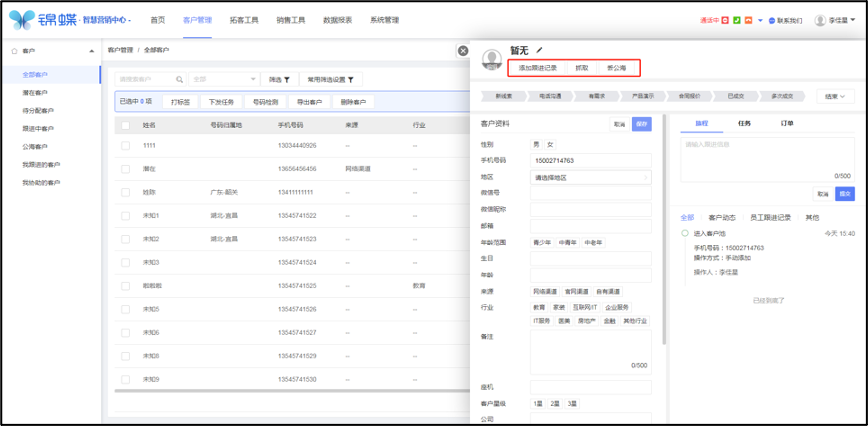 锦蝶 · 智慧营销中心 ·
首页 客户管理 拓客工具 销售工具 数据报表 系统管理
通话中 联系我们 李佳星
客户
全部客户
潜在客户
待分配客户
跟进中客户
公海客户
我跟进的客户
我协助的客户
客户管理 / 全部客户
请搜索客户 全部 筛选 常用筛选设置
已选中 0 项 打标签 下发任务 号码检测 导出客户 删除客户
姓名 号码归属地 手机号码 来源 行业
1111 13034440926 -- --
潜在 13656456456 网络渠道 --
姓陈 广东-韶关 13411111111 -- --
未知1 湖北-宜昌 13545741522 -- --
未知2 湖北-宜昌 13545741523 -- --
未知3 13545741524 -- --
13545741525 -- 教育
未知5 13545741526 -- --
未知6 13545741527 -- --
未知8 13545741529 -- --
未知9 13545741530 -- --
暂无
添加跟进记录 抓取 丢公海
新线索 电话沟通 有需求 产品演示 合同报价 已成交 多次成交 结束
客户资料 取消 保存
性别 男 女
手机号码 15002714763
地区 请选择地区
微信号
微信昵称
邮箱
年龄范围 青少年 中青年 中老年
生日
年龄
来源 网络渠道 官网渠道 自有渠道
行业 教育 家装 互联网/IT 企业服务
IT服务 医美 房地产 金融 其他行业
备注
0/500
座机
客户星级 1星 2星 3星
公司
旅程 任务 订单
请输入跟进信息
0/500
取消 提交
全部 客户动态 员工跟进记录 其他
进入客户池 今天 15:40
手机号码：15002714763
操作方式：手动添加
操作人：李佳星
已经到底了